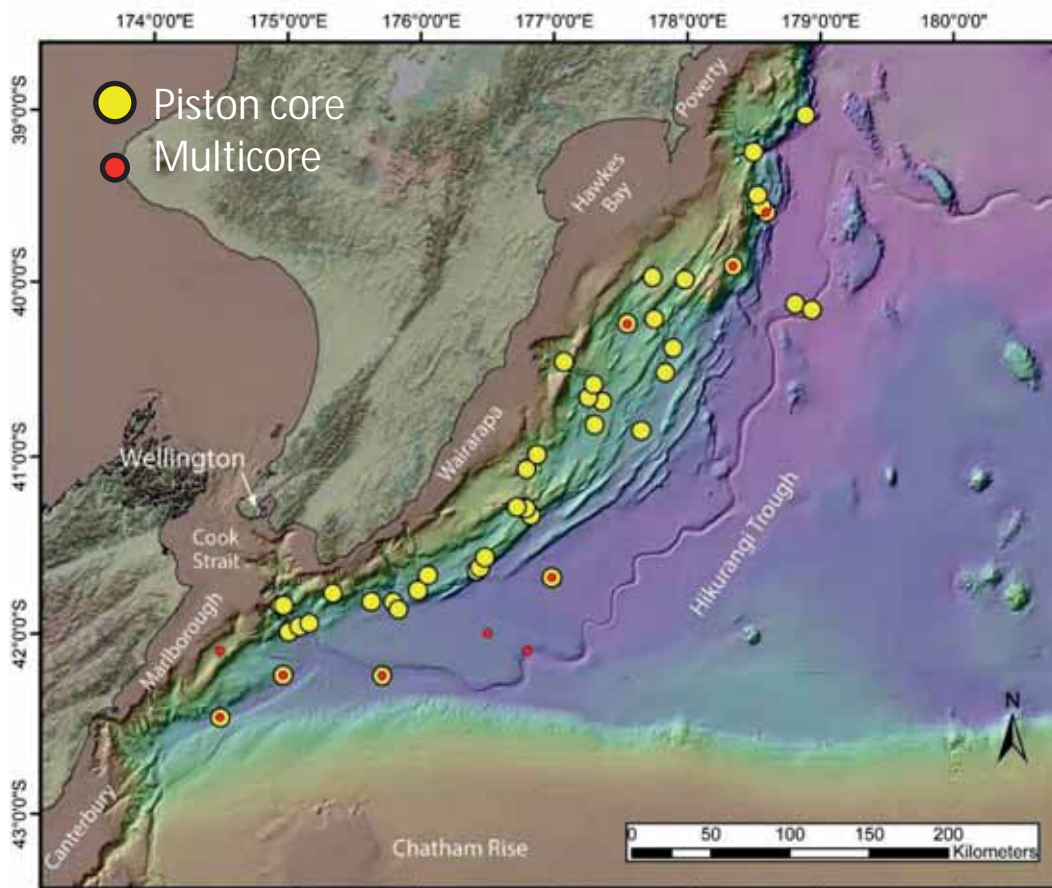 174°0'0"E 175°0'0"E 176°0'0"E 177°0'0"E 178°0'0"E 179°0'0"E 180°0'0"
39°0'0"S
40°0'0"S
41°0'0"S
42°0'0"S
43°0'0"S
Piston core
Multicore
Poverty
Hawkes
Bay
Wairarapa
Wellington
Cook
Strait
Marlborough
Hikurangi Trough
Canterbury
Chatham Rise
N
0 50 100 150 200
Kilometers